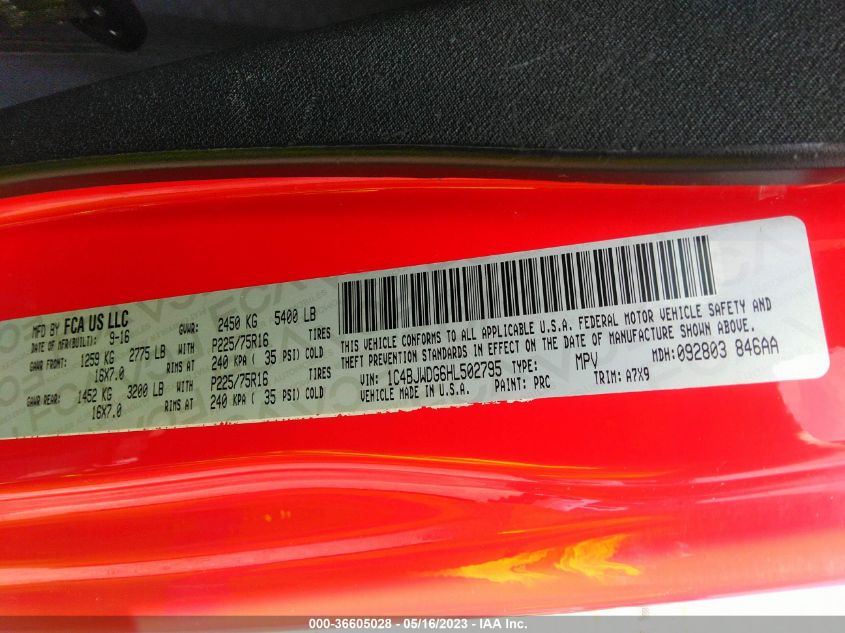 MFD BY FCA US LLC
DATE OF MFR(BUILT): 9-16 GVWR: 2450 KG 5400 LB
GAWR FRONT: 1259 KG 2775 LB WITH P225/75R16 TIRES
16X7.0 RIMS AT 240 KPA ( 35 PSI) COLD
GAWR REAR: 1452 KG 3200 LB WITH P225/75R16 TIRES
16X7.0 RIMS AT 240 KPA ( 35 PSI) COLD
THIS VEHICLE CONFORMS TO ALL APPLICABLE U.S.A. FEDERAL MOTOR VEHICLE SAFETY AND
THEFT PREVENTION STANDARDS IN EFFECT ON THE DATE OF MANUFACTURE SHOWN ABOVE.
VIN: 1C4BJWDG6HL502795 TYPE: MPV MDH: 092803 846AA
VEHICLE MADE IN U.S.A. PAINT: PRC TRIM: A7X9
000-36605028 - 05/16/2023 - IAA Inc.